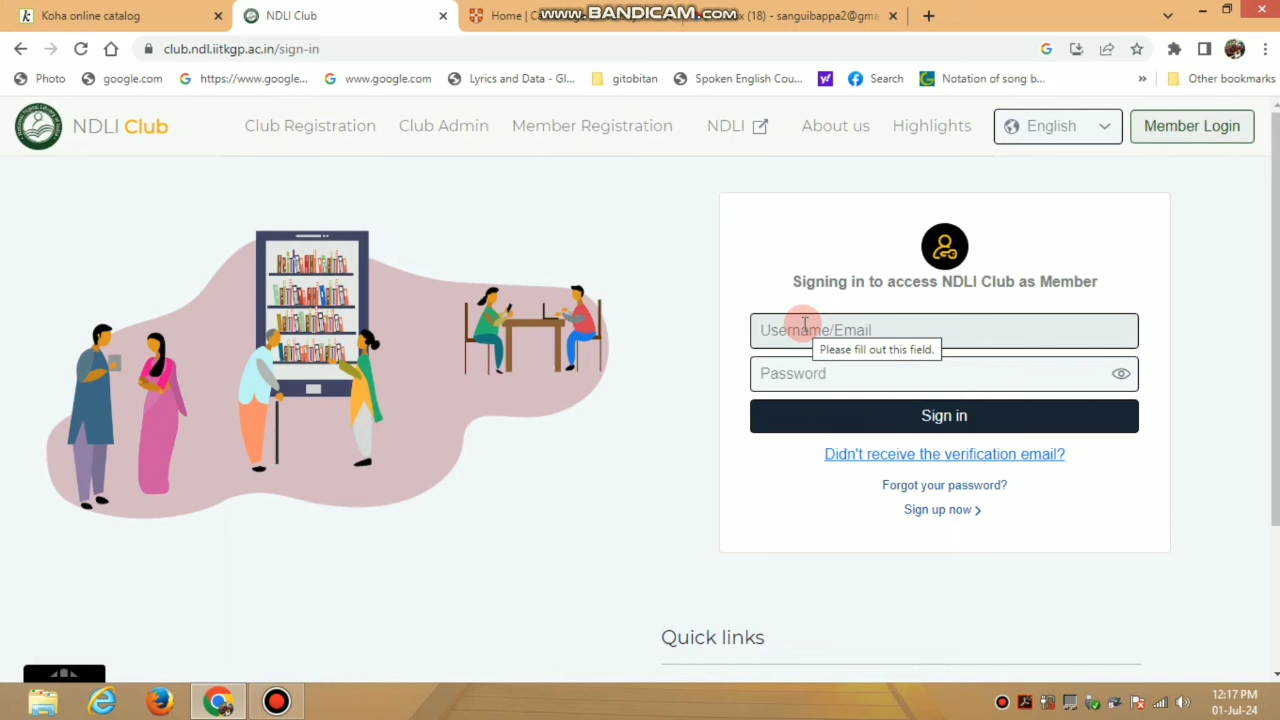 Koha online catalog
NDLI Club
Home | C
www.BANDICAM.com
x (18) - sanguibappa2@gma
club.ndl.iitkgp.ac.in/sign-in
Photo
google.com
https://www.google...
www.google.com
Lyrics and Data - Gl...
gitobitan
Spoken English Cou...
Search
Notation of song b...
»
Other bookmarks
NDLI Club
Club Registration
Club Admin
Member Registration
NDLI
About us
Highlights
English
Member Login
Signing in to access NDLI Club as Member
Username/Email
Please fill out this field.
Password
Sign in
Didn't receive the verification email?
Forgot your password?
Sign up now
Quick links
12:17 PM
01-Jul-24